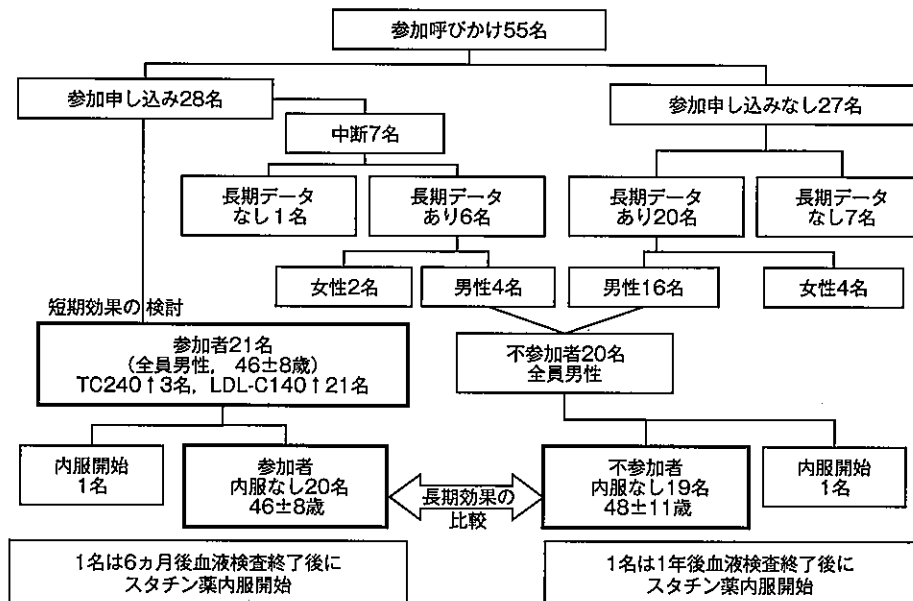 参加呼びかけ55名
参加申し込み28名
参加申し込みなし27名
中断7名
長期データ
なし1名
長期データ
あり6名
長期データ
あり20名
長期データ
なし7名
女性2名
男性4名
男性16名
女性4名
短期効果の検討
参加者21名
(全員男性, 46±8歳)
TC240↑3名, LDL-C140↑21名
不参加者20名
全員男性
内服開始
1名
参加者
内服なし20名
46±8歳
長期効果の
比較
不参加者
内服なし19名
48±11歳
内服開始
1名
1名は6ヵ月後血液検査終了後に
スタチン薬内服開始
1名は1年後血液検査終了後に
スタチン薬内服開始